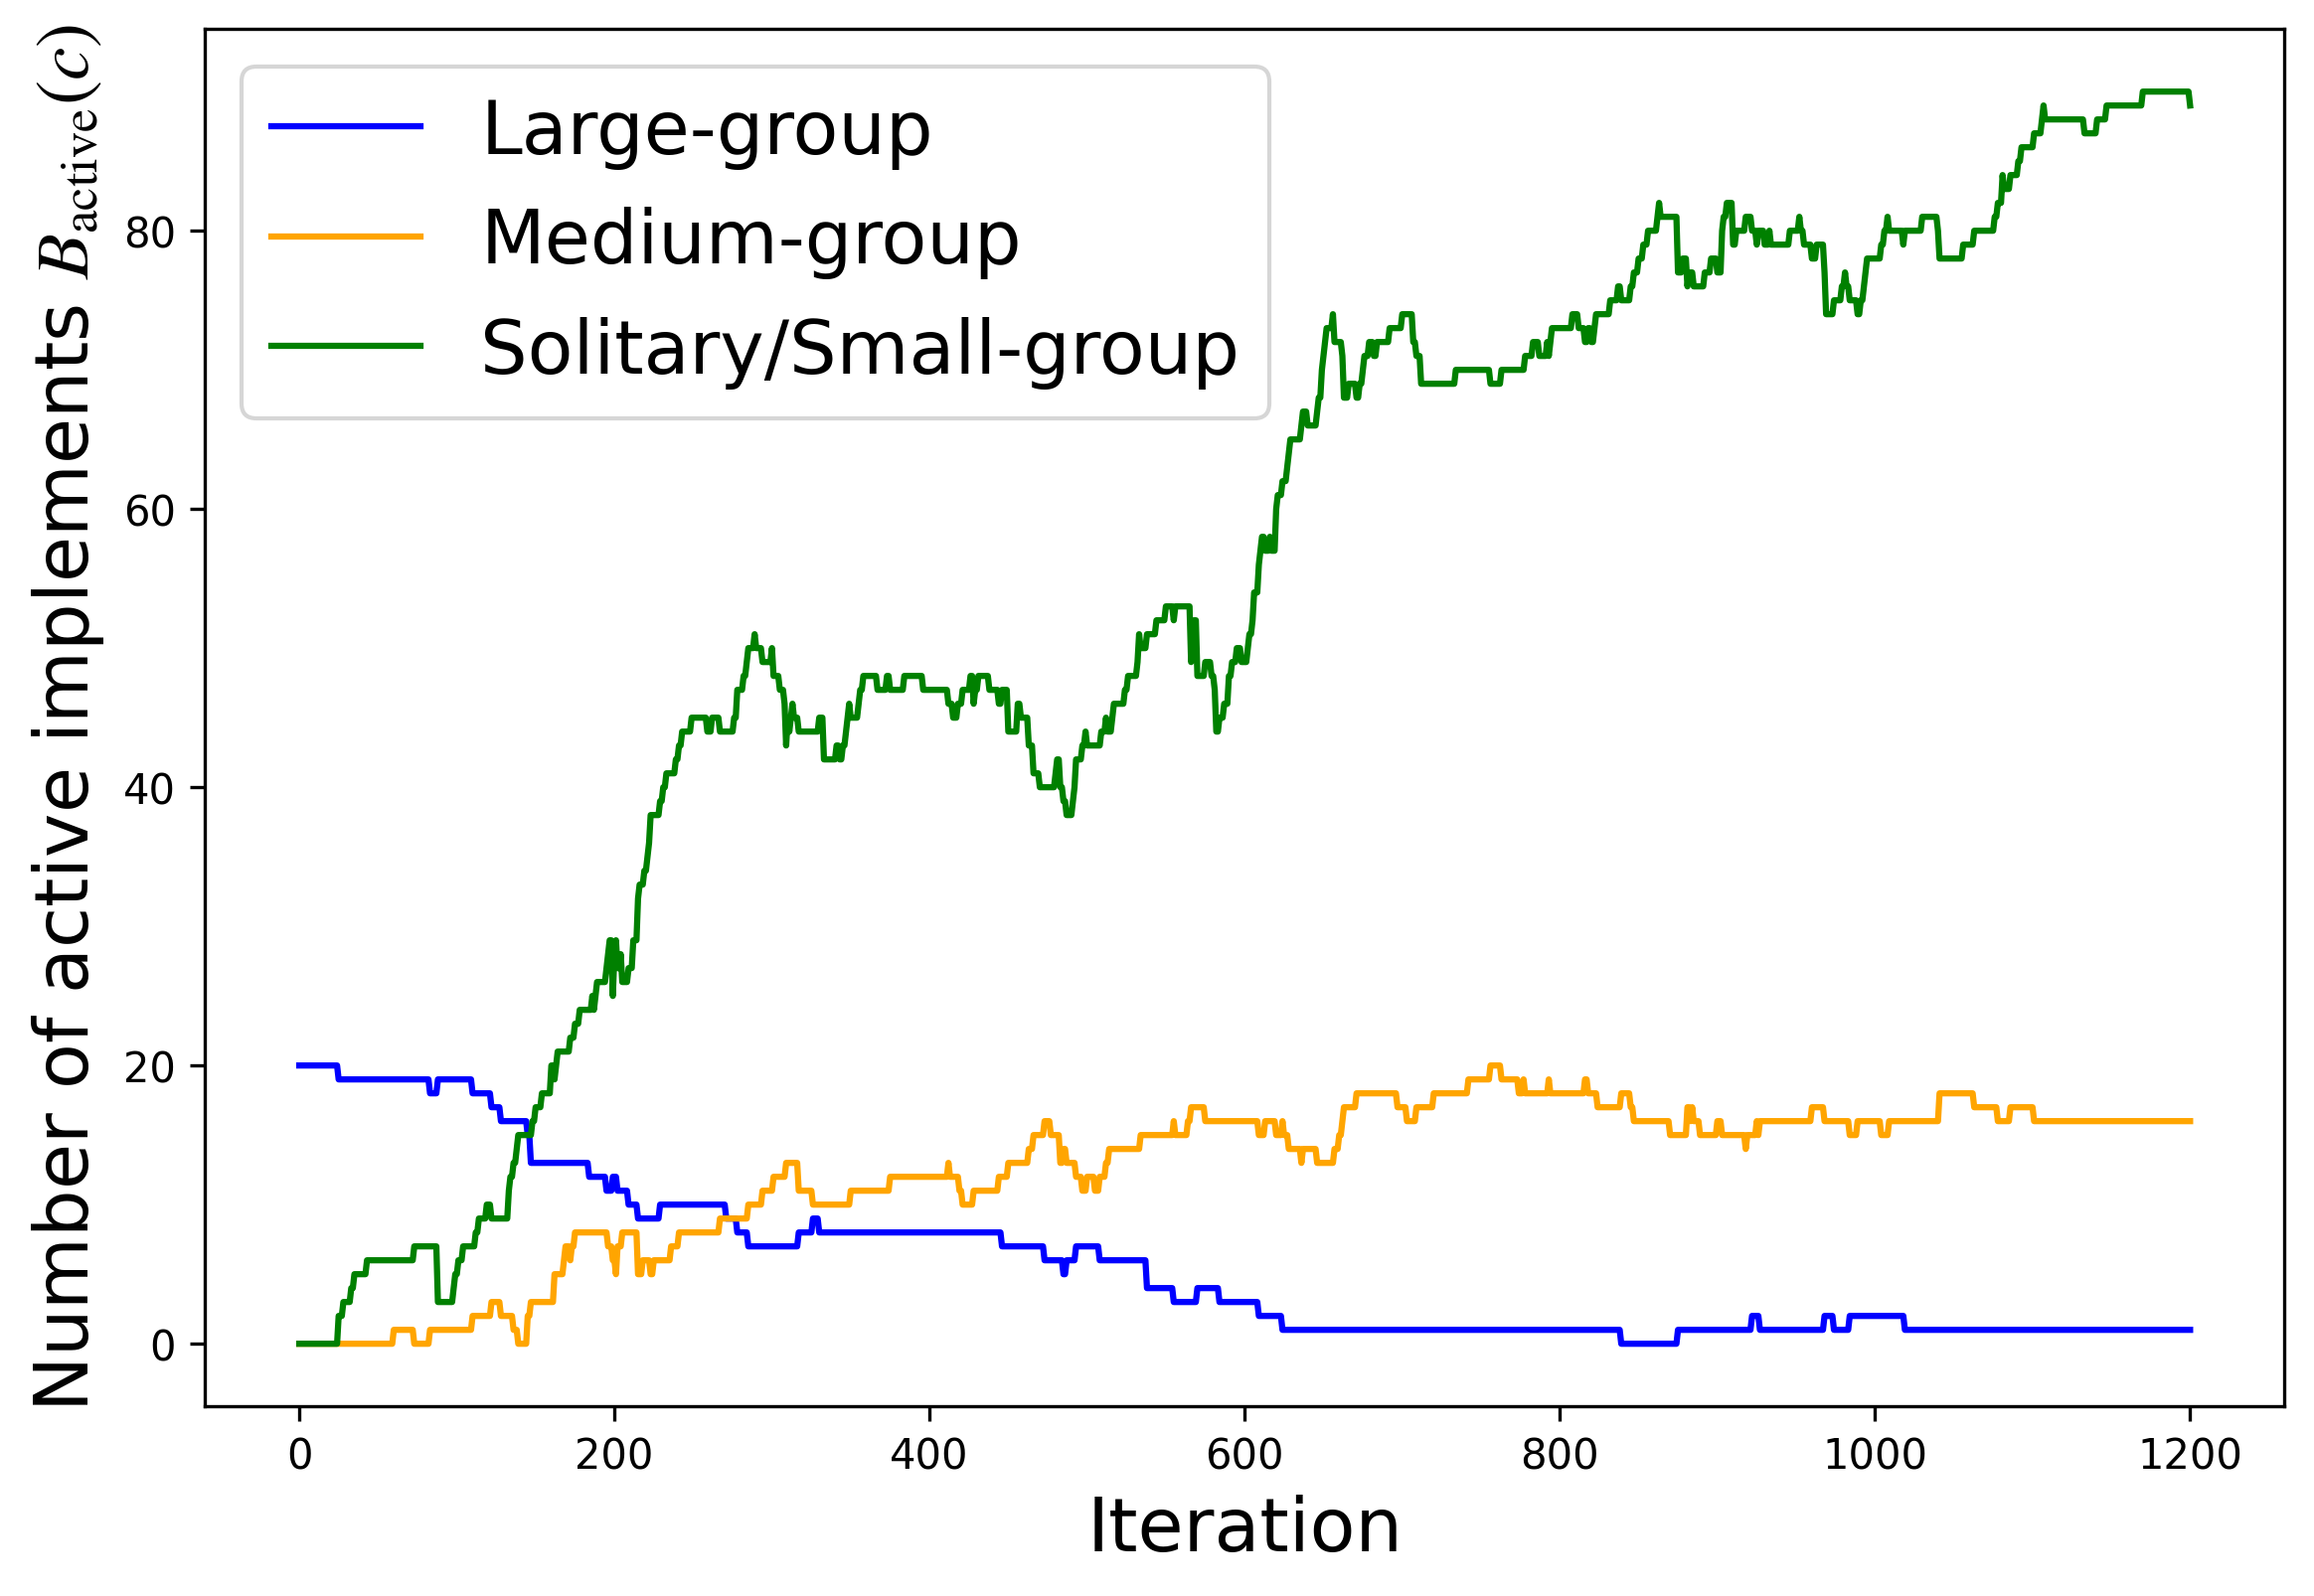 Number of active implements B_active(c)
Large-group
Medium-group
Solitary/Small-group
80
60
40
20
0
0 200 400 600 800 1000 1200
Iteration